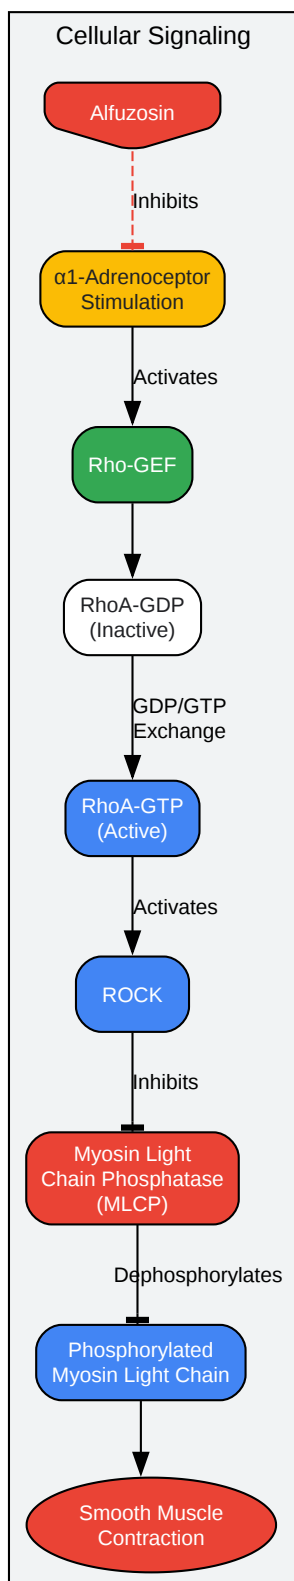 Cellular Signaling
Alfuzosin
Inhibits
α1-Adrenoceptor
Stimulation
Activates
Rho-GEF
RhoA-GDP
(Inactive)
GDP/GTP
Exchange
RhoA-GTP
(Active)
Activates
ROCK
Inhibits
Myosin Light
Chain Phosphatase
(MLCP)
Dephosphorylates
Phosphorylated
Myosin Light Chain
Smooth Muscle
Contraction